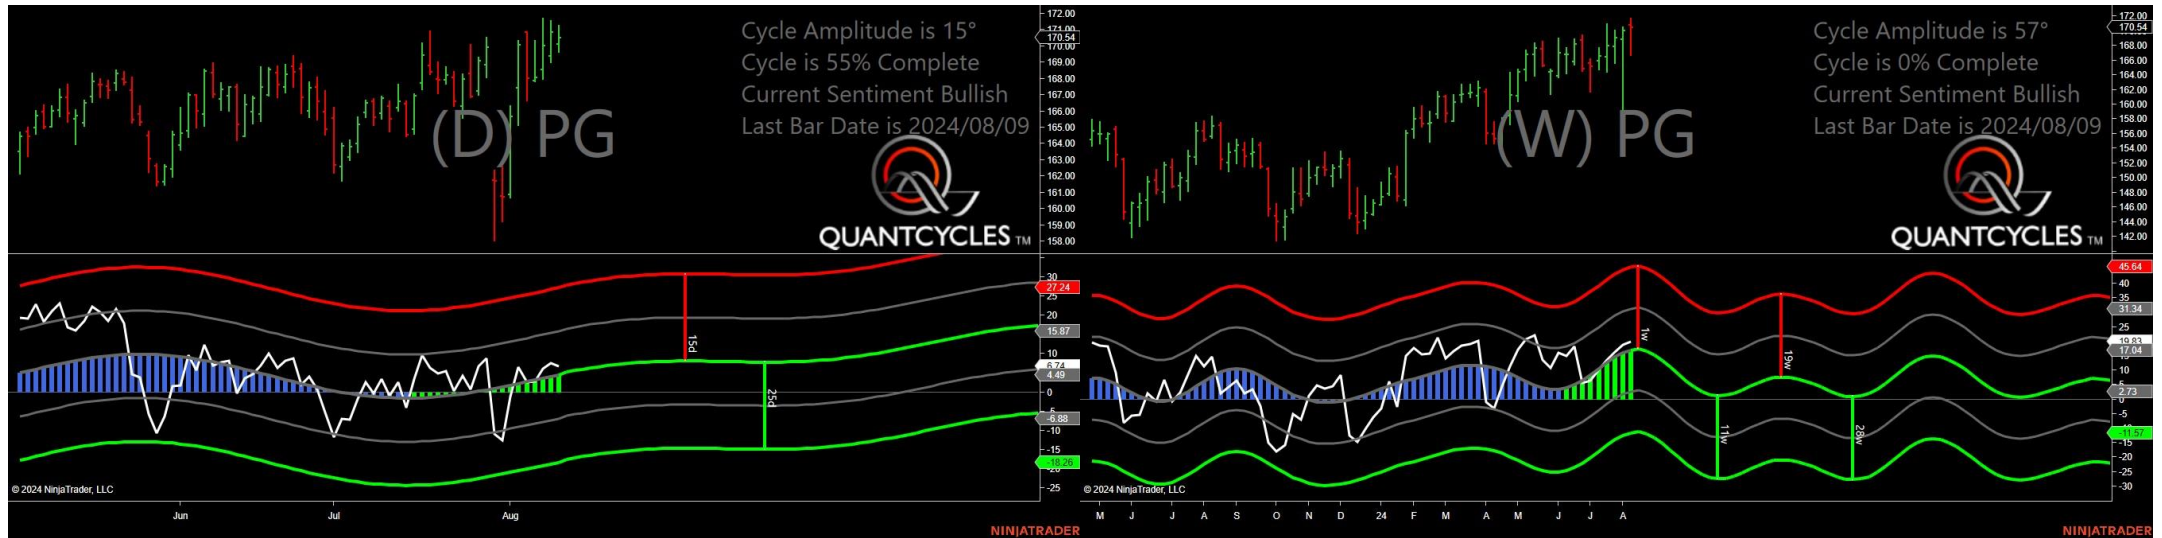 Cycle Amplitude is 15°
Cycle is 55% Complete
Current Sentiment Bullish
Last Bar Date is 2024/08/09
(D) PG
QUANTCYCLES TM
172.00
171.00
170.54
170.00
169.00
168.00
167.00
166.00
165.00
164.00
163.00
162.00
161.00
160.00
159.00
158.00
30
27.24
25
20
15.87
10
6.74
4.49
0
-6.88
-10
-15
-18.26
-25
15d
25d
© 2024 NinjaTrader, LLC
Jun Jul Aug
NINJATRADER
Cycle Amplitude is 57°
Cycle is 0% Complete
Current Sentiment Bullish
Last Bar Date is 2024/08/09
(W) PG
QUANTCYCLES TM
172.00
170.54
168.00
166.00
164.00
162.00
160.00
158.00
156.00
154.00
152.00
150.00
148.00
146.00
144.00
142.00
45.64
40
35
31.34
25
19.83
17.04
10
5
2.73
-5
-11.57
-15
-20
-25
-30
1w
19w
11w
28w
© 2024 NinjaTrader, LLC
M J J A S O N D 24 F M A M J J A
NINJATRADER